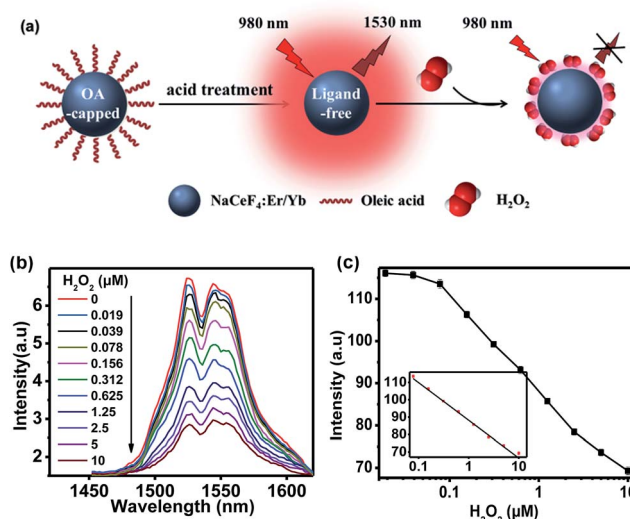 (a)
980 nm
1530 nm
980 nm
H₂O₂
OA
-capped
acid treatment
Ligand
-free
NaCeF₄:Er/Yb
Oleic acid
H₂O₂
(b)
H₂O₂ (μM)
0
0.019
0.039
0.078
0.156
0.312
0.625
1.25
2.5
5
10
Intensity(a.u)
6
5
4
3
2
1450
1500
1550
1600
Wavelength (nm)
(c)
Intensity (a.u)
110
100
90
80
70
110
100
90
80
70
0.1
1
10
0.1
1
10
H₂O₂ (μM)